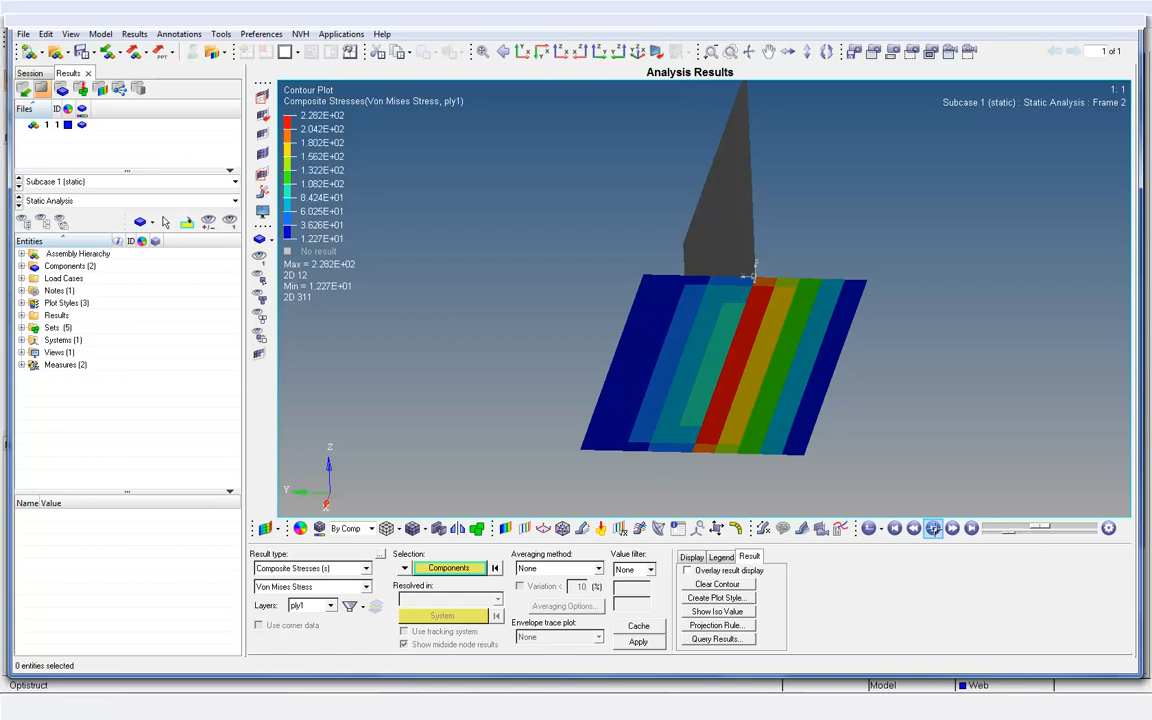 File Edit View Model Results Annotations Tools Preferences NVH Applications Help
1 of 1
Session Results
Analysis Results
Files ID
1 1
Subcase 1 (static)
Static Analysis
Entities ID
Assembly Hierarchy
Components (2)
Load Cases
Notes (1)
Plot Styles (3)
Results
Sets (5)
Systems (1)
Views (1)
Measures (2)
Name Value
Contour Plot
Composite Stresses(Von Mises Stress, ply1)
2.282E+02
2.042E+02
1.802E+02
1.562E+02
1.322E+02
1.082E+02
8.424E+01
6.025E+01
3.626E+01
1.227E+01
No result
Max = 2.282E+02
2D 12
Min = 1.227E+01
2D 311
1: 1
Subcase 1 (static) : Static Analysis : Frame 2
Z
Y
X
By Comp
Result type:
Composite Stresses (s)
Von Mises Stress
Layers: ply1
Use corner data
Selection:
Components
Resolved in:
System
Use tracking system
Show midside node results
Averaging method:
None
Variation < 10 (%)
Averaging Options...
Envelope trace plot:
None
Value filter:
None
Cache
Apply
Display Legend Result
Overlay result display
Clear Contour
Create Plot Style...
Show Iso Value
Projection Rule...
Query Results...
0 entities selected
Optistruct
Model
Web